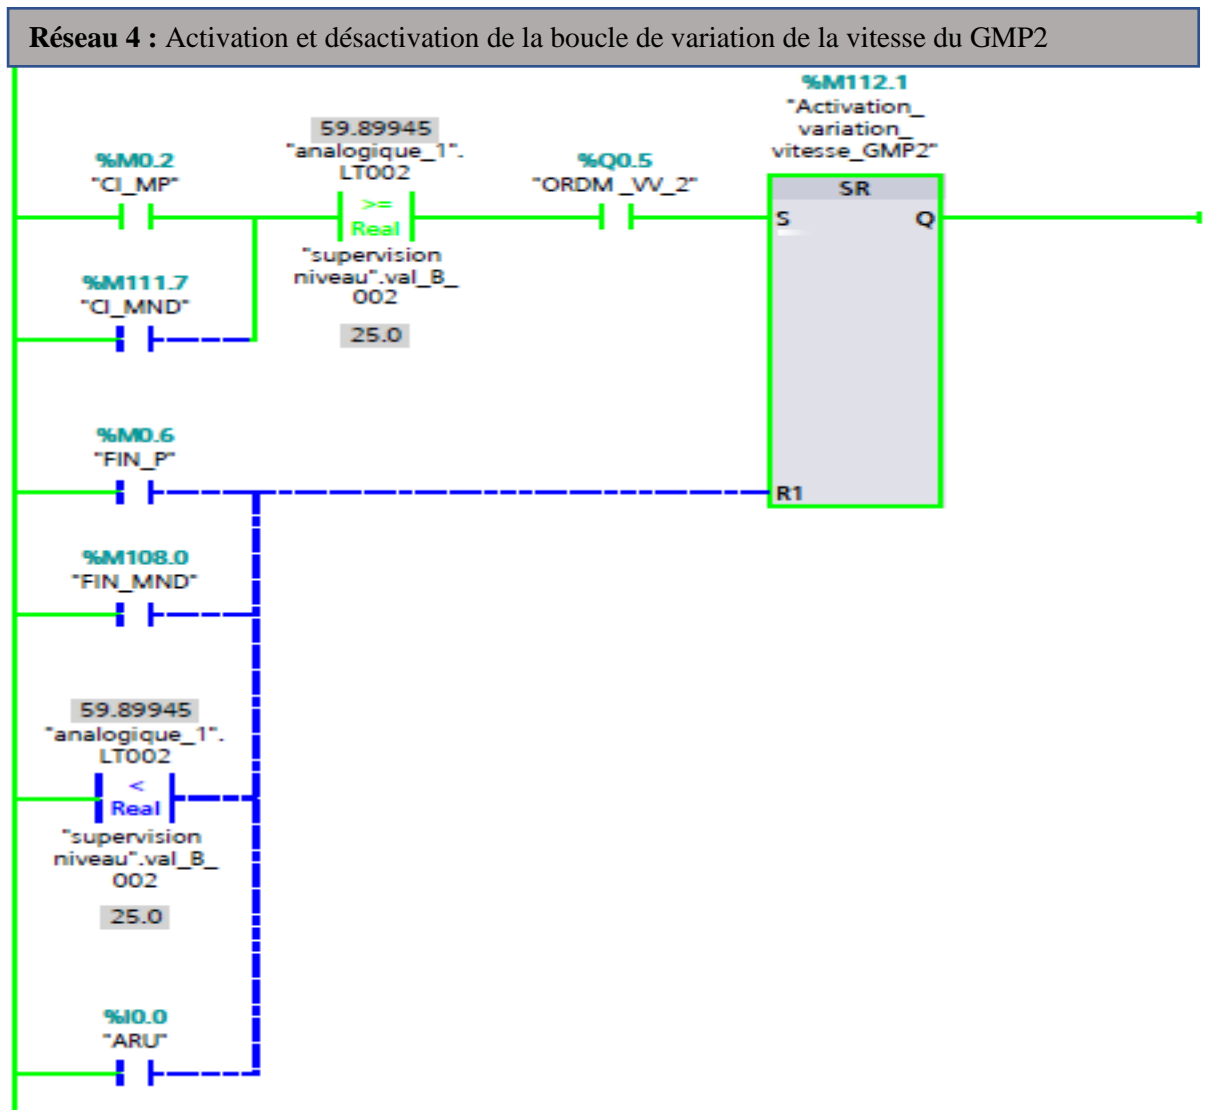 Réseau 4 : Activation et désactivation de la boucle de variation de la vitesse du GMP2
%M112.1
"Activation_
variation_
vitesse_GMP2"
59.89945
"analogique_1".
LT002
%M0.2
"CI_MP"
%Q0.5
"ORDM _VV_2"
SR
>=
Real
S
Q
"supervision
niveau".val_B_
002
25.0
%M111.7
"CI_MND"
%M0.6
"FIN_P"
R1
%M108.0
"FIN_MND"
59.89945
"analogique_1".
LT002
<
Real
"supervision
niveau".val_B_
002
25.0
%I0.0
"ARU"